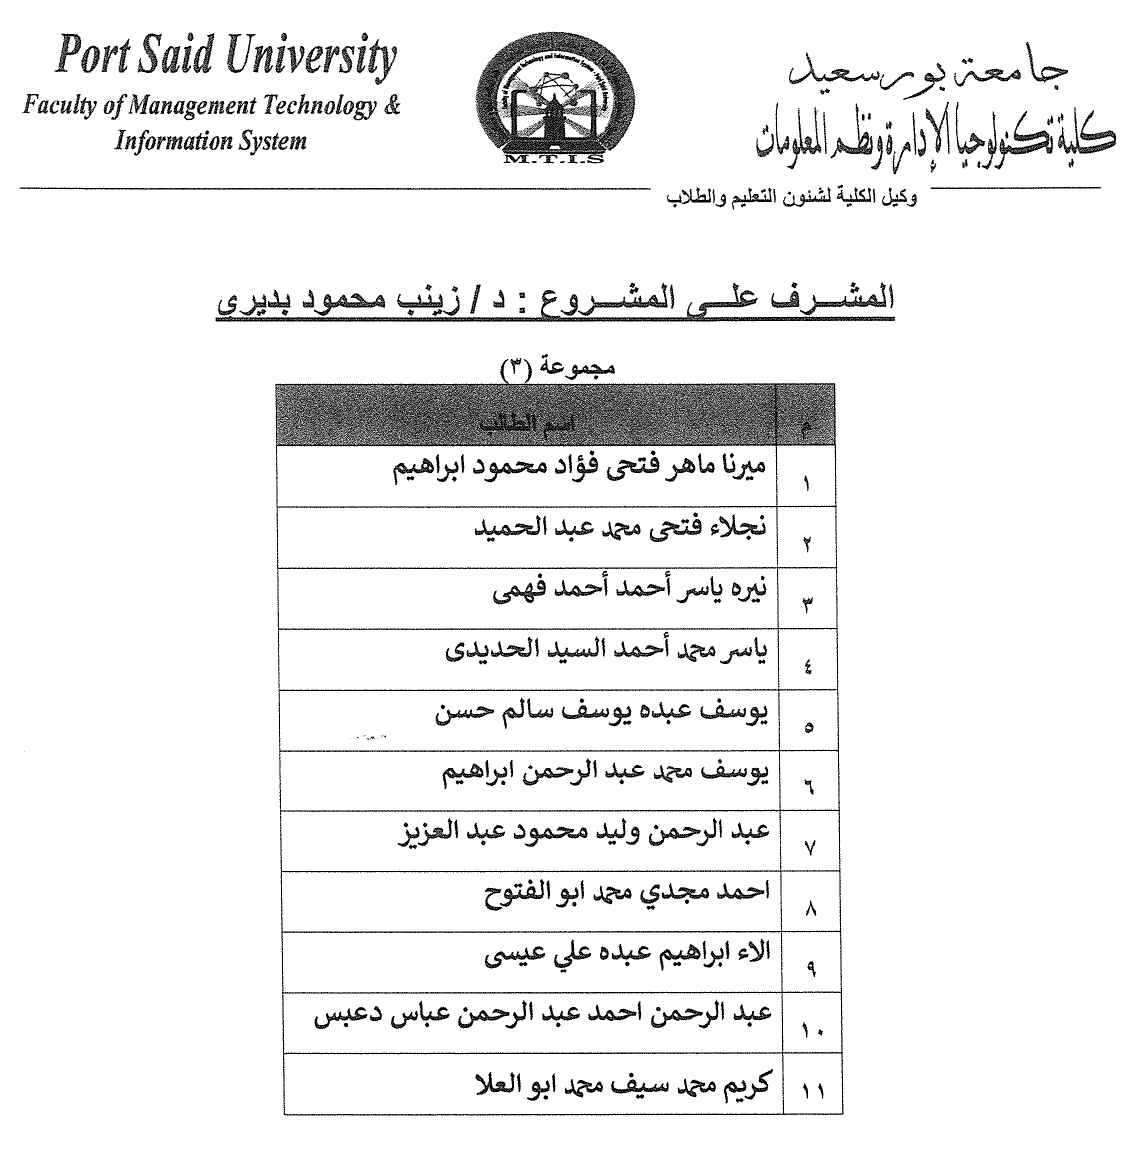 Port Said University
Faculty of Management Technology &
Information System
M.T.I.S
جامعة بورسعيد
كلية تكنولوجيا الإدارة ونظم المعلومات
وكيل الكلية لشئون التعليم والطلاب
المشرف على المشروع : د / زينب محمود بديرى
مجموعة (٣)
م اسم الطالب
١ ميرنا ماهر فتحى فؤاد محمود ابراهيم
٢ نجلاء فتحى محمد عبد الحميد
٣ نيره ياسر أحمد أحمد فهمى
٤ ياسر محمد أحمد السيد الحديدى
٥ يوسف عبده يوسف سالم حسن
٦ يوسف محمد عبد الرحمن ابراهيم
٧ عبد الرحمن وليد محمود عبد العزيز
٨ احمد مجدي محمد ابو الفتوح
٩ الاء ابراهيم عبده علي عيسى
١٠ عبد الرحمن احمد عبد الرحمن عباس دعبس
١١ كريم محمد سيف محمد ابو العلا